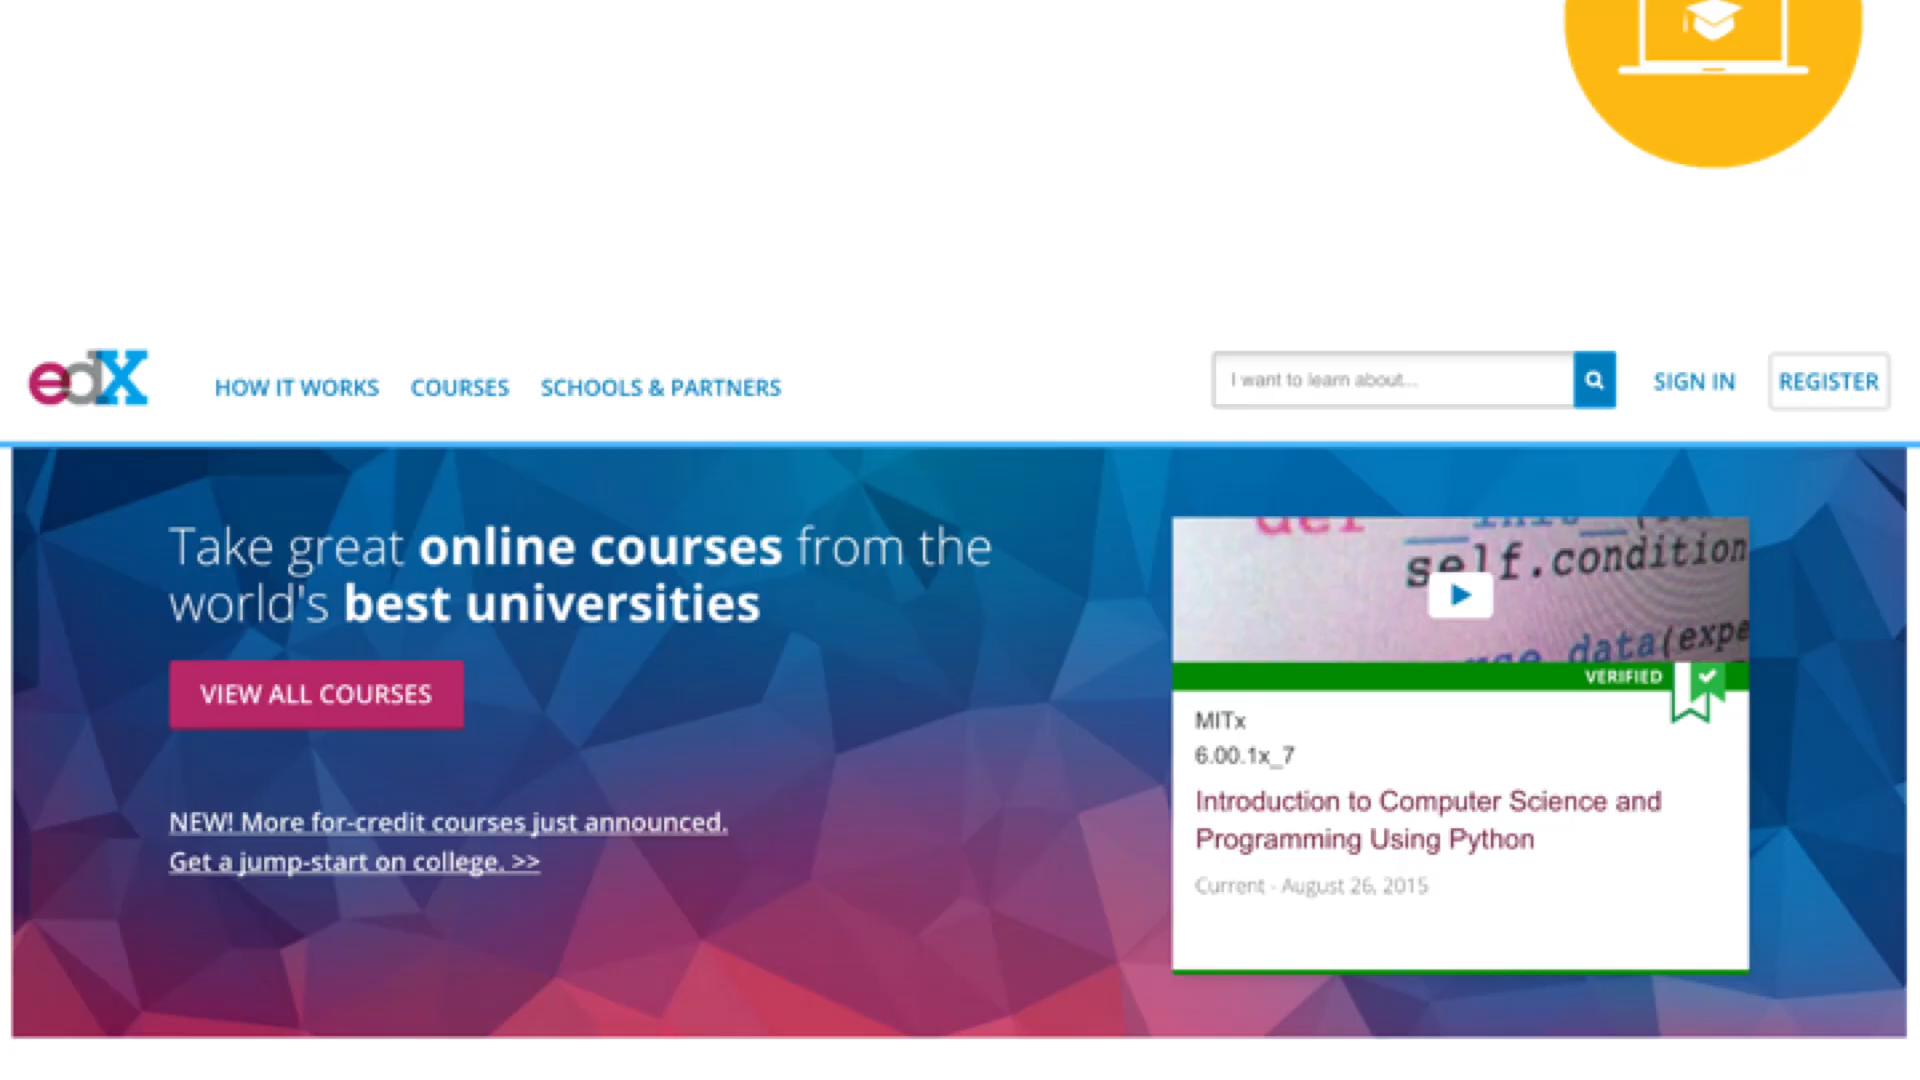 edX
HOW IT WORKS COURSES SCHOOLS & PARTNERS
I want to learn about...
SIGN IN
REGISTER
Take great online courses from the
world's best universities
VIEW ALL COURSES
NEW! More for-credit courses just announced.
Get a jump-start on college. >>
self.condition
data(expe
VERIFIED
MITx
6.00.1x_7
Introduction to Computer Science and
Programming Using Python
Current - August 26, 2015